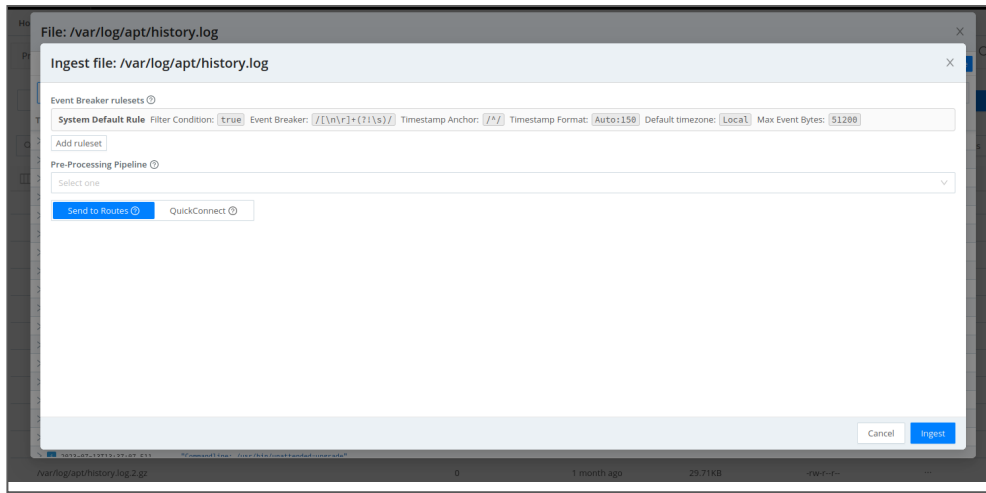 File: /var/log/apt/history.log
Ingest file: /var/log/apt/history.log
Event Breaker rulesets
System Default Rule Filter Condition: true Event Breaker: /[\n\r]+(?!\s)/ Timestamp Anchor: /^/ Timestamp Format: Auto:150 Default timezone: Local Max Event Bytes: 51200
Add ruleset
Pre-Processing Pipeline
Select one
Send to Routes QuickConnect
Cancel Ingest
/var/log/apt/history.log.2.gz 0 1 month ago 29.71KB -rw-r--r--